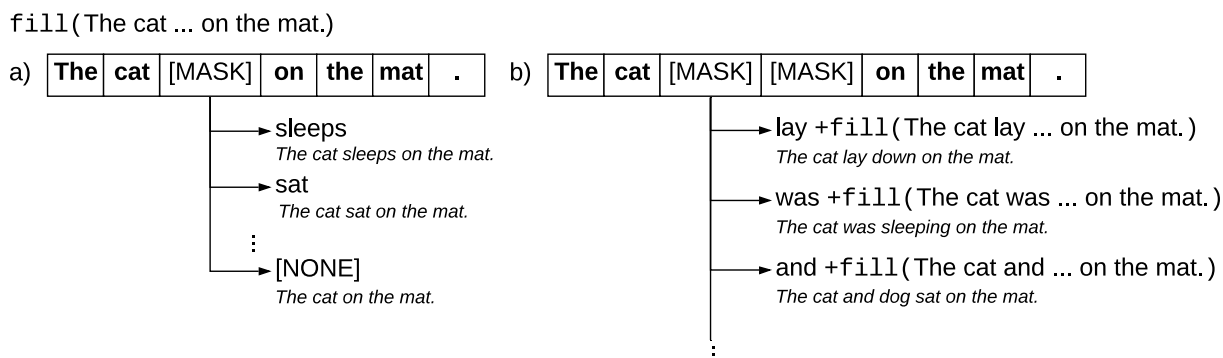 fill(The cat ... on the mat.)
a) The cat [MASK] on the mat .
sleeps
The cat sleeps on the mat.
sat
The cat sat on the mat.
⋮
[NONE]
The cat on the mat.
b) The cat [MASK] [MASK] on the mat .
lay +fill(The cat lay ... on the mat.)
The cat lay down on the mat.
was +fill(The cat was ... on the mat.)
The cat was sleeping on the mat.
and +fill(The cat and ... on the mat.)
The cat and dog sat on the mat.
⋮